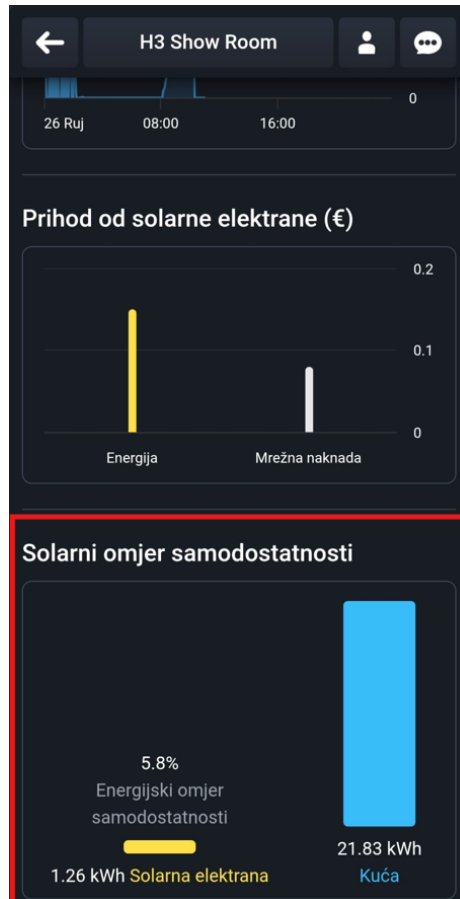 H3 Show Room
0
26 Ruj 08:00 16:00
Prihod od solarne elektrane (€)
0.2
0.1
0
Energija Mrežna naknada
Solarni omjer samodostatnosti
5.8%
Energijski omjer
samodostatnosti
1.26 kWh Solarna elektrana
21.83 kWh
Kuća